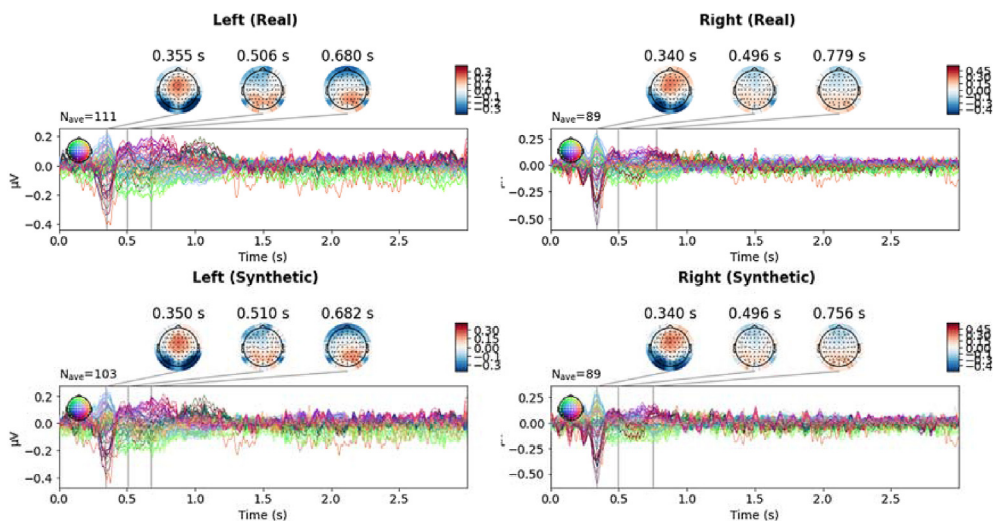 Left (Real)
0.355 s 0.506 s 0.680 s
0.3
0.2
0.1
0.0
−0.1
−0.2
−0.3
Nave=111
0.2
0.0
−0.2
−0.4
µV
0.0 0.5 1.0 1.5 2.0 2.5
Time (s)
Right (Real)
0.340 s 0.496 s 0.779 s
0.45
0.30
0.15
0.00
−0.1
−0.4
Nave=89
0.25
0.00
−0.25
−0.50
0.0 0.5 1.0 1.5 2.0 2.5
Time (s)
Left (Synthetic)
0.350 s 0.510 s 0.682 s
0.30
0.15
0.00
−0.1
−0.3
Nave=103
0.2
0.0
−0.2
−0.4
µV
0.0 0.5 1.0 1.5 2.0 2.5
Time (s)
Right (Synthetic)
0.340 s 0.496 s 0.756 s
0.45
0.30
0.15
0.00
−0.1
−0.4
Nave=89
0.25
0.00
−0.25
−0.50
0.0 0.5 1.0 1.5 2.0 2.5
Time (s)